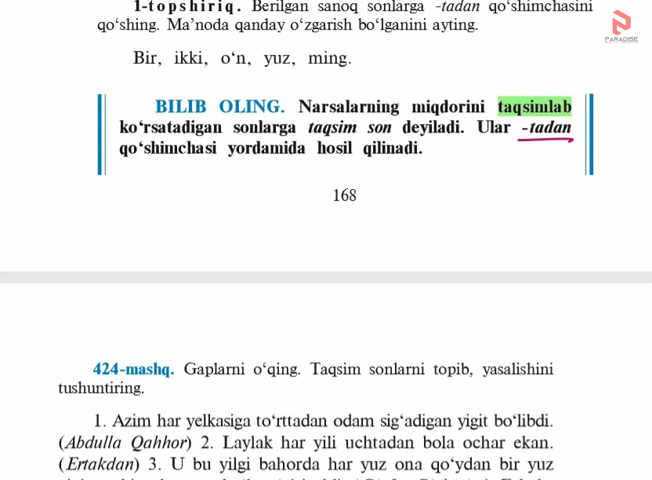 1-topshiriq. Berilgan sanoq sonlarga -tadan qo‘shimchasini
PARADISE
qo‘shing. Ma’noda qanday o‘zgarish bo‘lganini ayting.
Bir, ikki, o‘n, yuz, ming.
BILIB OLING. Narsalarning miqdorini taqsimlab
ko‘rsatadigan sonlarga taqsim son deyiladi. Ular -tadan
qo‘shimchasi yordamida hosil qilinadi.
168
424-mashq. Gaplarni o‘qing. Taqsim sonlarni topib, yasalishini
tushuntiring.
1. Azim har yelkasiga to‘rttadan odam sig‘adigan yigit bo‘libdi.
(Abdulla Qahhor) 2. Laylak har yili uchtadan bola ochar ekan.
(Ertakdan) 3. U bu yilgi bahorda har yuz ona qo‘ydan bir yuz